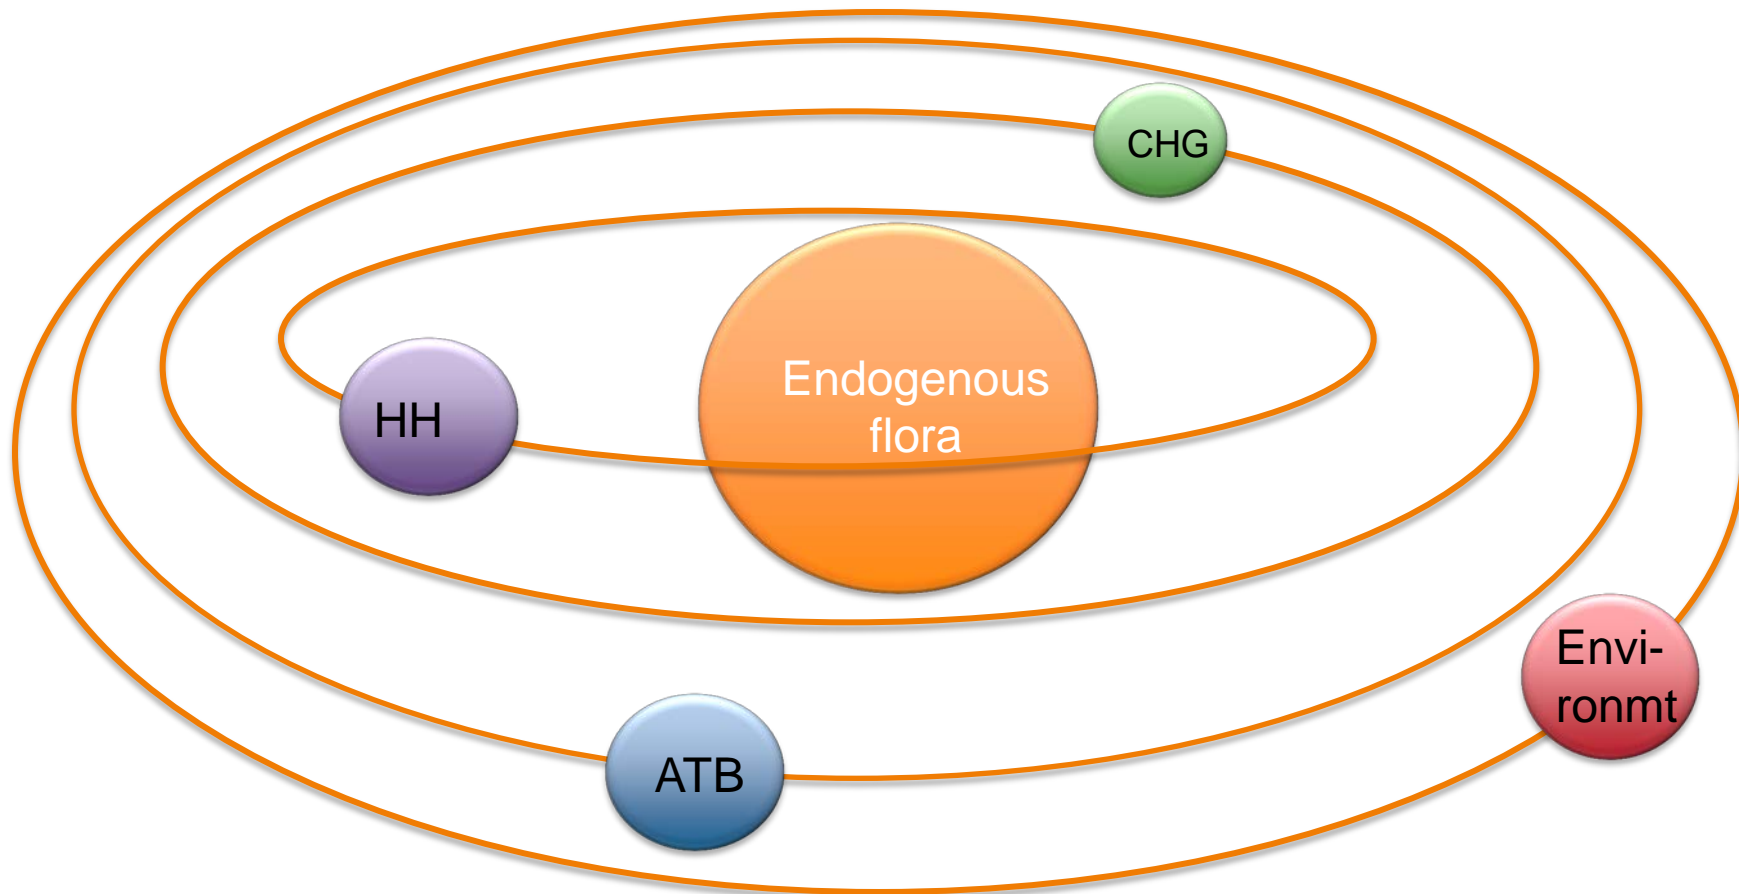 CHG
Endogenous
flora
HH
Envi-
ronmt
ATB